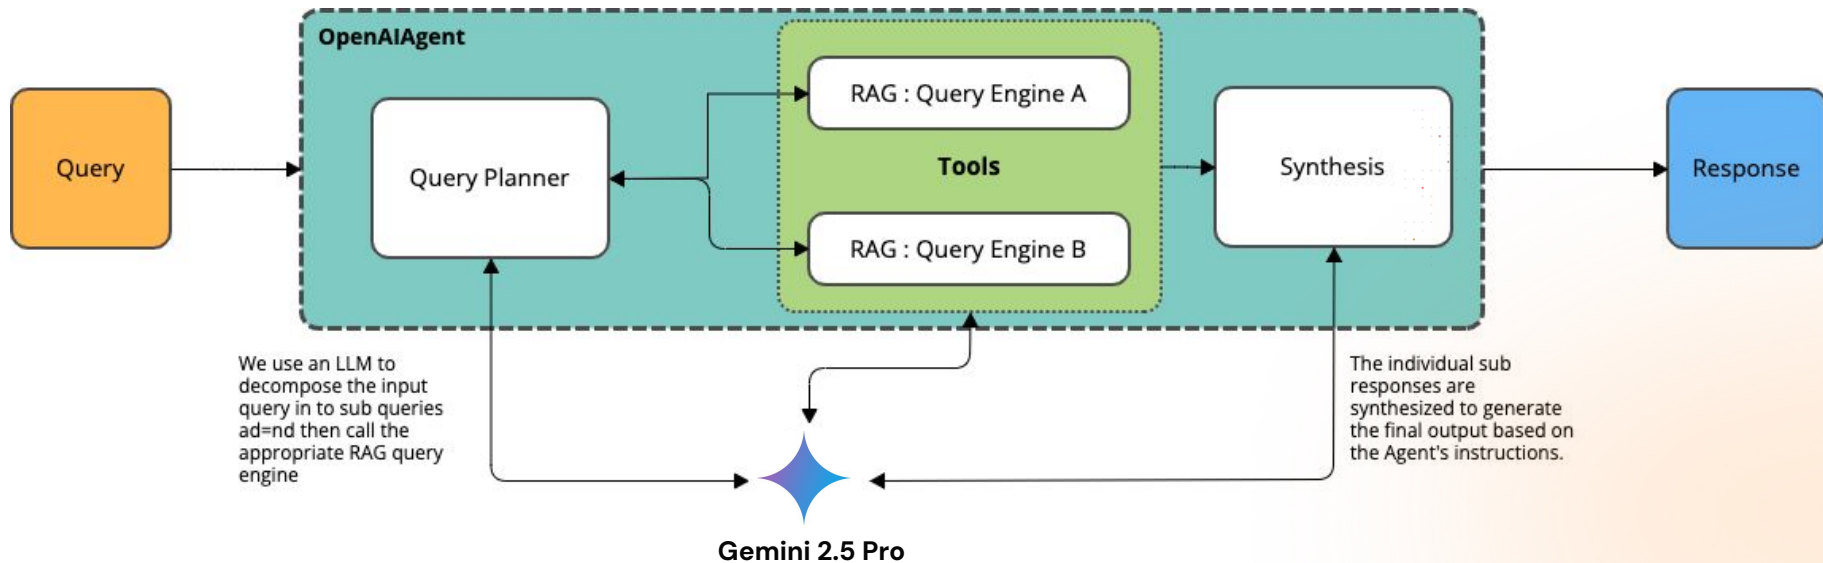 OpenAIAgent
Query
Query Planner
RAG : Query Engine A
Tools
RAG : Query Engine B
Synthesis
Response
We use an LLM to
decompose the input
query in to sub queries
ad=nd then call the
appropriate RAG query
engine
The individual sub
responses are
synthesized to generate
the final output based on
the Agent's instructions.
Gemini 2.5 Pro